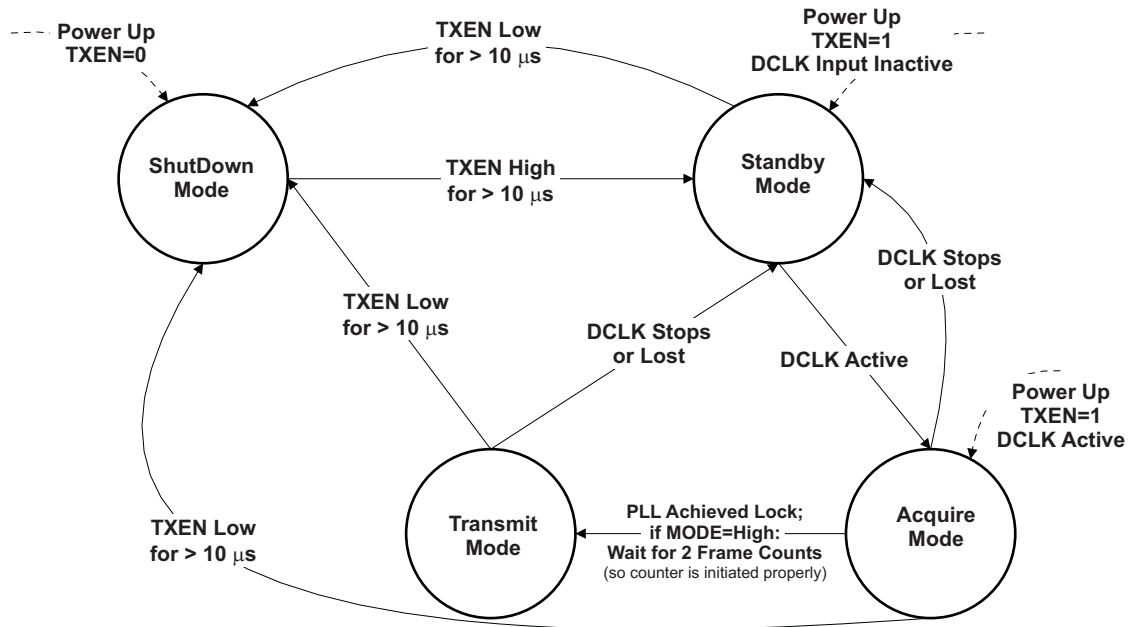 Power Up
TXEN=0
TXEN Low
for > 10 μs
Power Up
TXEN=1
DCLK Input Inactive
ShutDown
Mode
TXEN High
for > 10 μs
Standby
Mode
TXEN Low
for > 10 μs
DCLK Stops
or Lost
DCLK Stops
or Lost
DCLK Active
Power Up
TXEN=1
DCLK Active
TXEN Low
for > 10 μs
Transmit
Mode
PLL Achieved Lock;
if MODE=High:
Wait for 2 Frame Counts
(so counter is initiated properly)
Acquire
Mode